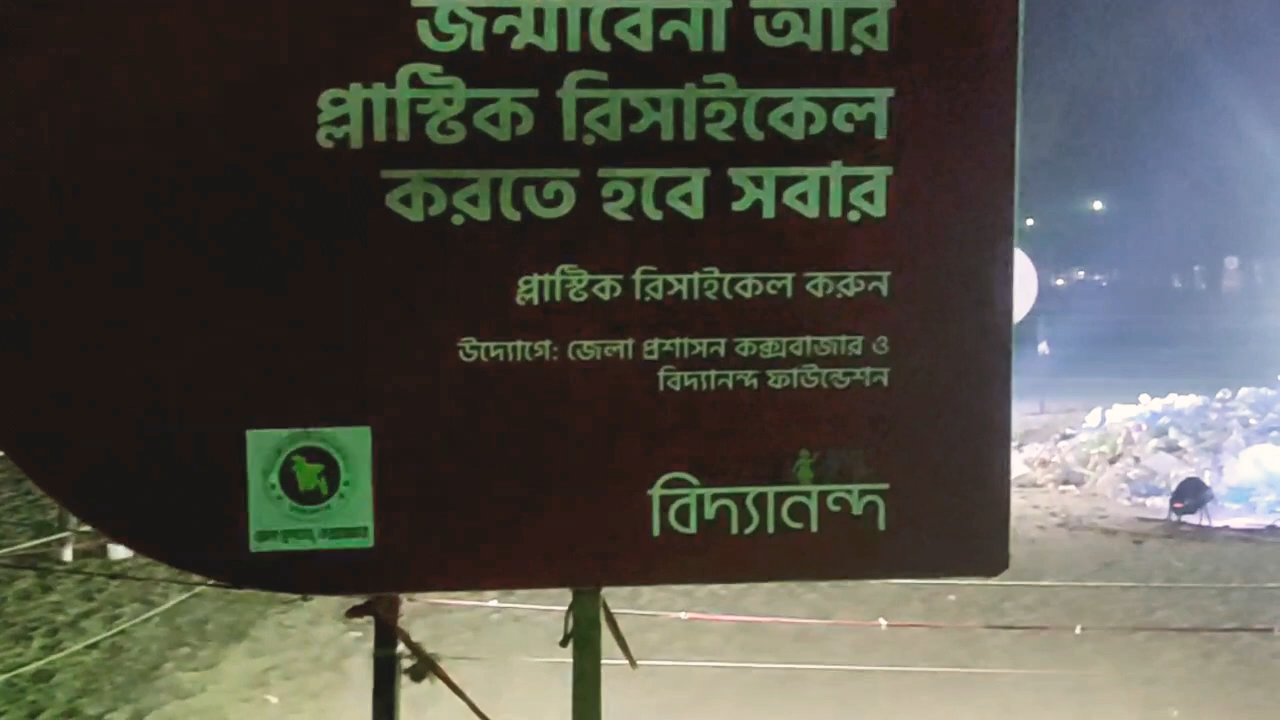 জন্মাবেনা আর
প্লাস্টিক রিসাইকেল
করতে হবে সবার
প্লাস্টিক রিসাইকেল করুন
উদ্যোগে: জেলা প্রশাসন কক্সবাজার ও
বিদ্যানন্দ ফাউন্ডেশন
বিদ্যানন্দ